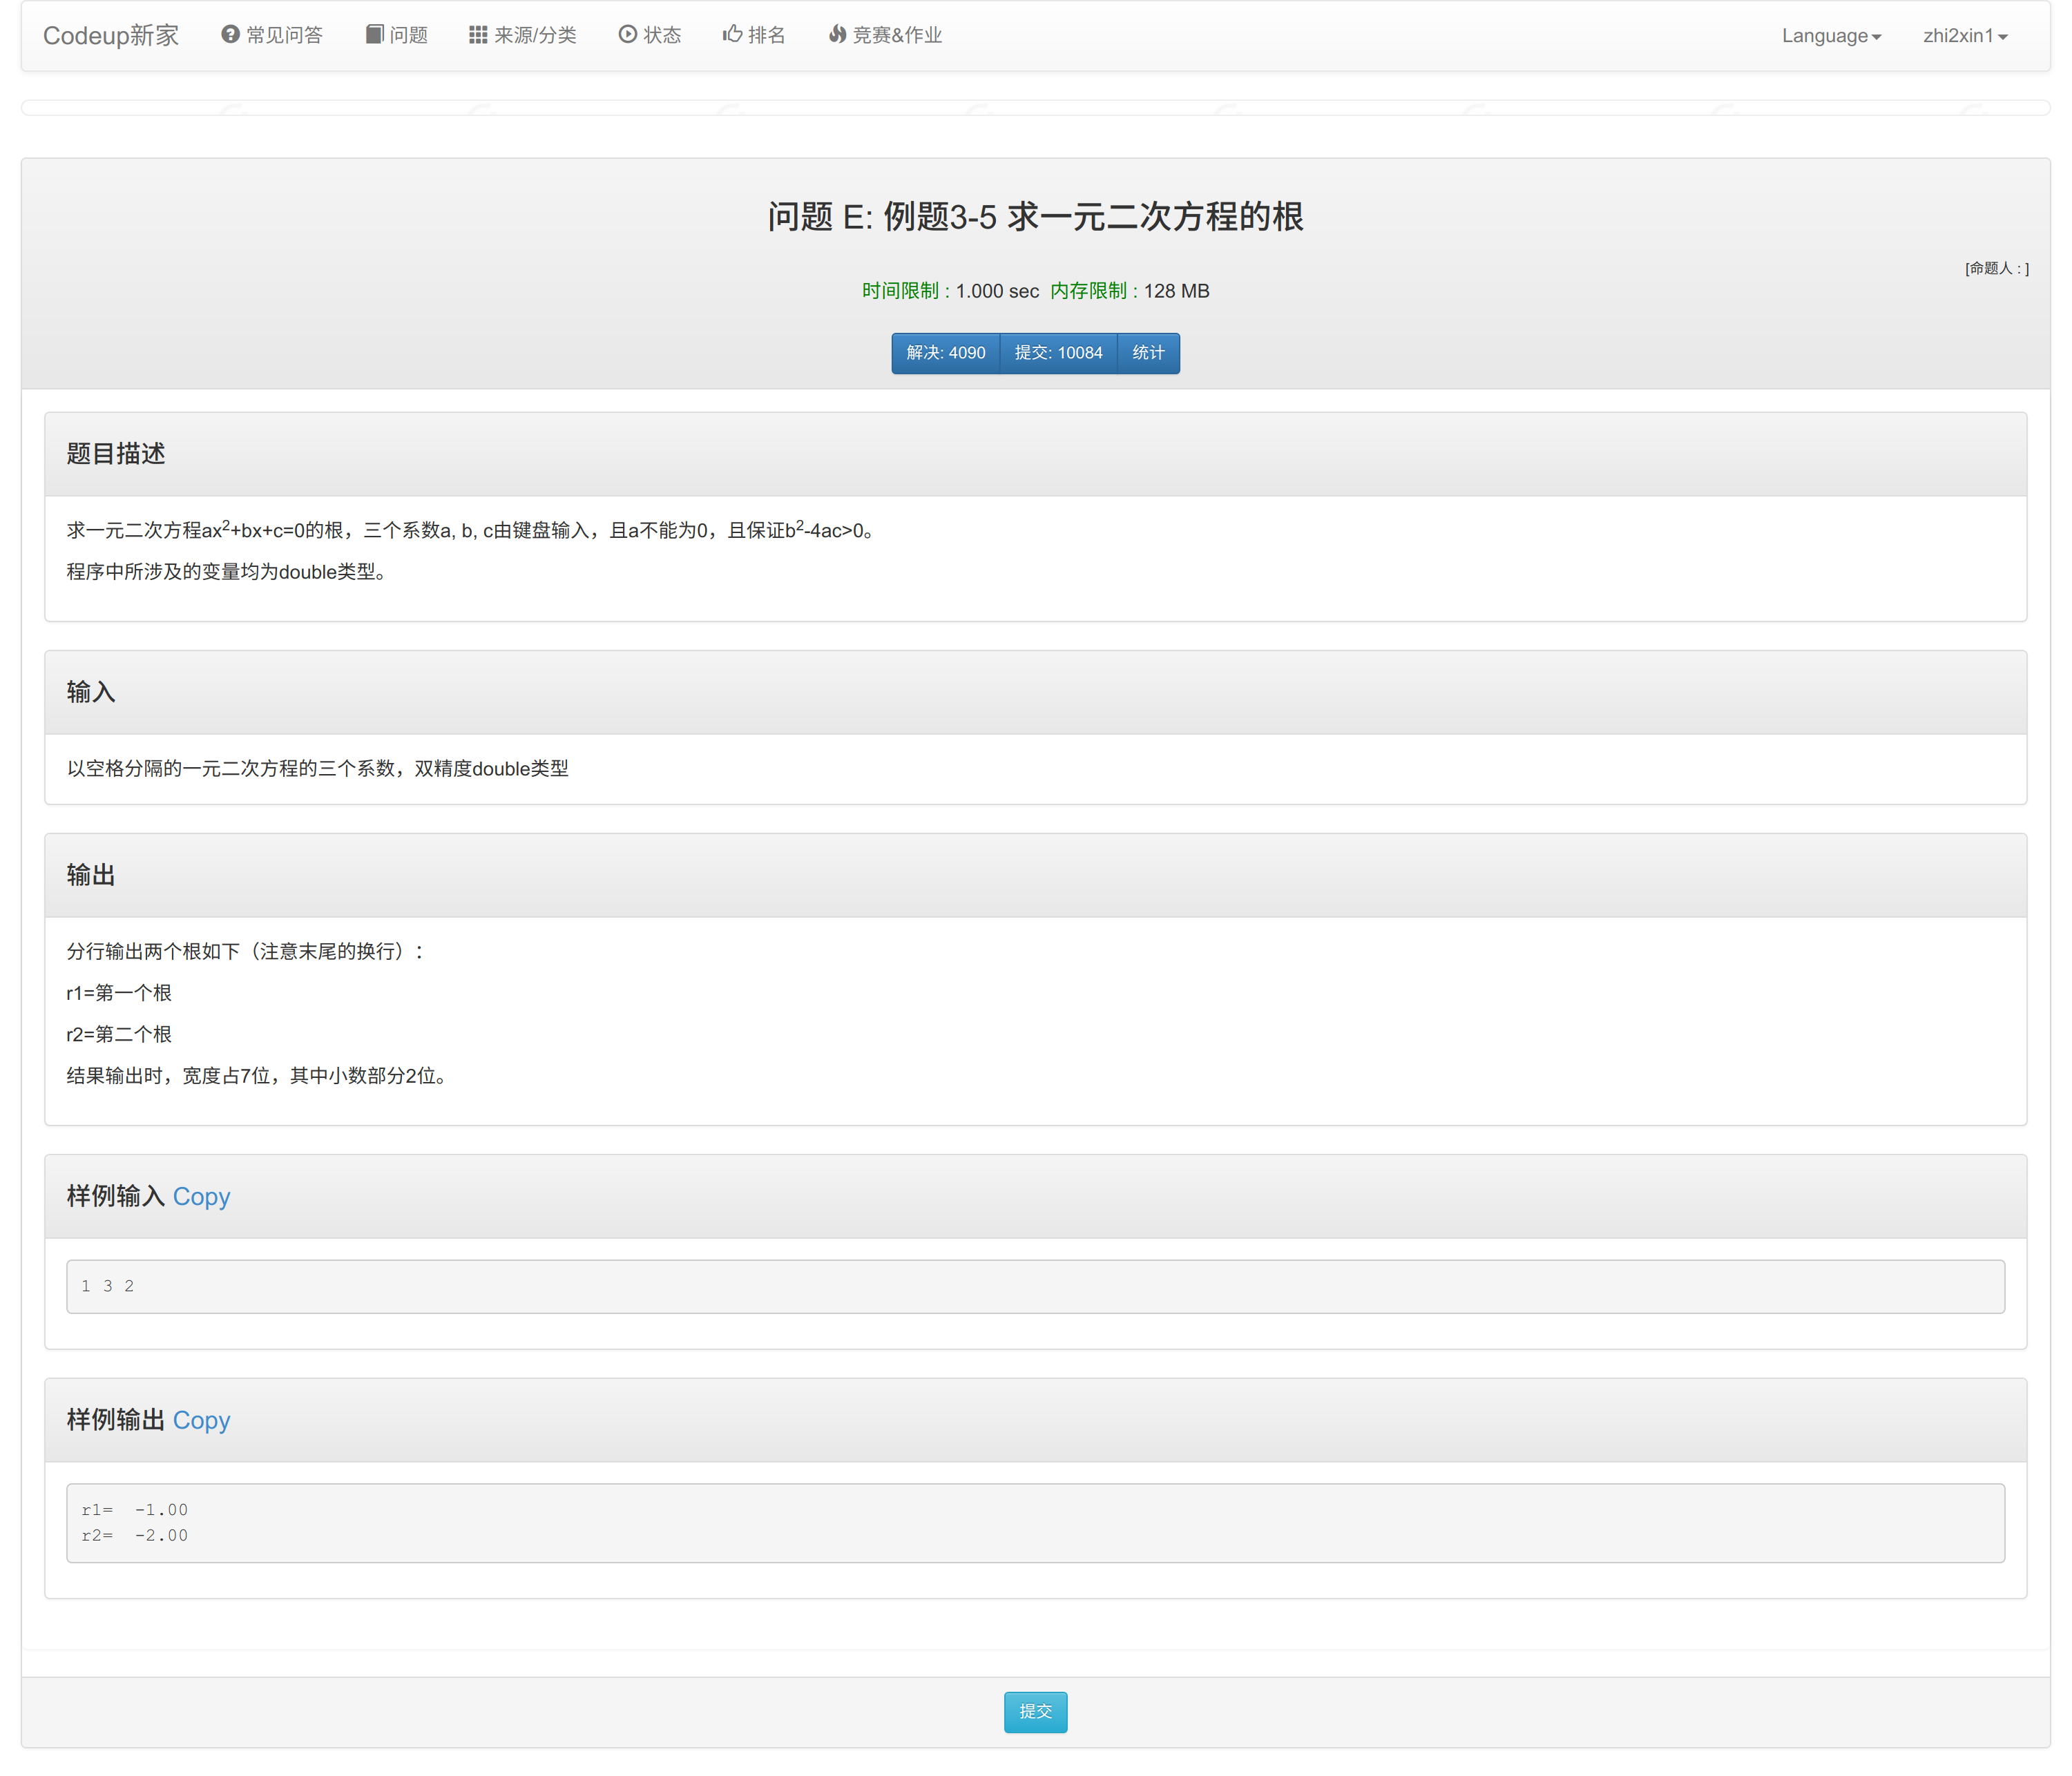 Codeup新家 常见问答 问题 来源/分类 状态 排名 竞赛&作业 Language zhi2xin1
问题 E: 例题3-5 求一元二次方程的根
[命题人 : ]
时间限制 : 1.000 sec 内存限制 : 128 MB
解决: 4090 提交: 10084 统计
题目描述
求一元二次方程ax²+bx+c=0的根，三个系数a, b, c由键盘输入，且a不能为0，且保证b²-4ac>0。
程序中所涉及的变量均为double类型。
输入
以空格分隔的一元二次方程的三个系数，双精度double类型
输出
分行输出两个根如下（注意末尾的换行）：
r1=第一个根
r2=第二个根
结果输出时，宽度占7位，其中小数部分2位。
样例输入 Copy
1 3 2
样例输出 Copy
r1=  -1.00
r2=  -2.00
提交